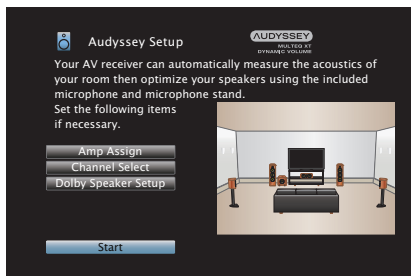 Audyssey Setup
AUDYSSEY
MULTEQ XT
DYNAMIC VOLUME
Your AV receiver can automatically measure the acoustics of
your room then optimize your speakers using the included
microphone and microphone stand.
Set the following items
if necessary.
Amp Assign
Channel Select
Dolby Speaker Setup
Start